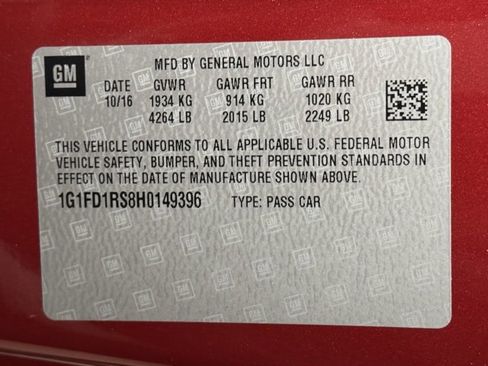 GM
MFD BY GENERAL MOTORS LLC
DATE GVWR GAWR FRT GAWR RR
10/16 1934 KG 914 KG 1020 KG
4264 LB 2015 LB 2249 LB
THIS VEHICLE CONFORMS TO ALL APPLICABLE U.S. FEDERAL MOTOR
VEHICLE SAFETY, BUMPER, AND THEFT PREVENTION STANDARDS IN
EFFECT ON THE DATE OF MANUFACTURE SHOWN ABOVE.
1G1FD1RS8H0149396 TYPE: PASS CAR